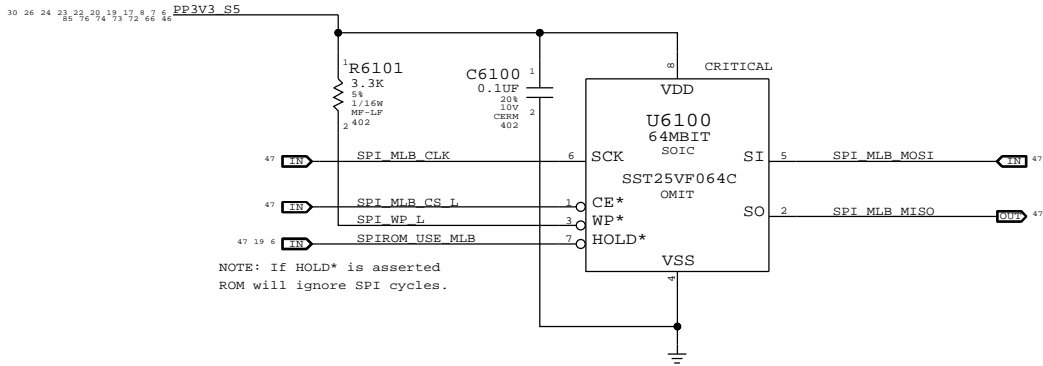 30 26 24 23 22 20 19 17 8 7 6 PP3V3_S5
85 76 74 73 72 66 46
1
R6101
3.3K
5%
1/16W
MF-LF
402
2
C6100
0.1UF
20%
10V
CERM
402
1
2
8
CRITICAL
VDD
U6100
64MBIT
SOIC
SST25VF064C
OMIT
47 IN SPI_MLB_CLK 6 SCK
SI 5 SPI_MLB_MOSI IN 47
47 IN SPI_MLB_CS_L 1 CE*
SPI_WP_L 3 WP*
SO 2 SPI_MLB_MISO OUT 47
47 19 6 IN SPIROM_USE_MLB 7 HOLD*
VSS
4
NOTE: If HOLD* is asserted
ROM will ignore SPI cycles.